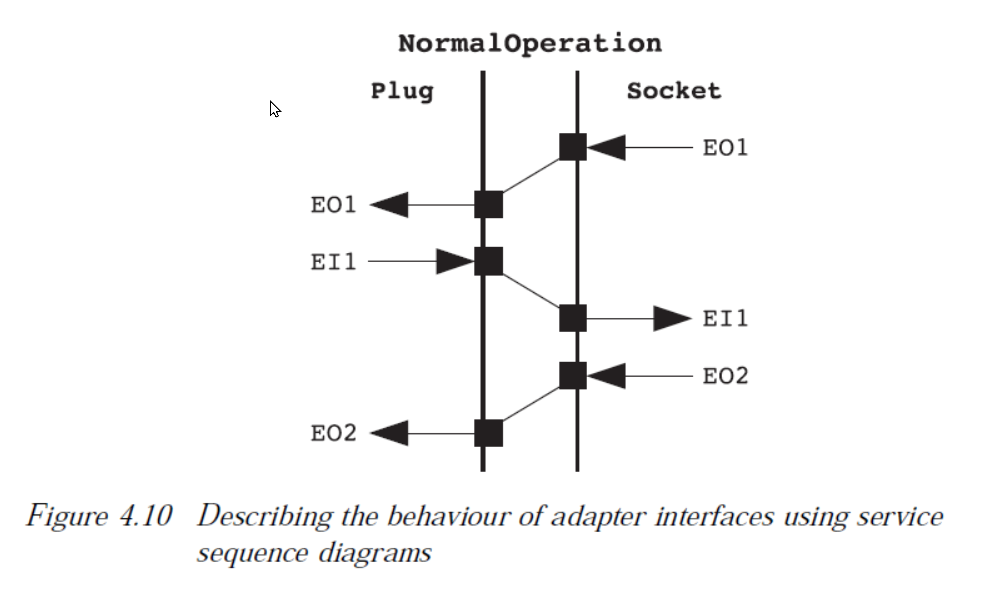 NormalOperation
Plug
Socket
EO1
EO1
EI1
EI1
EO2
EO2
Figure 4.10 Describing the behaviour of adapter interfaces using service
sequence diagrams